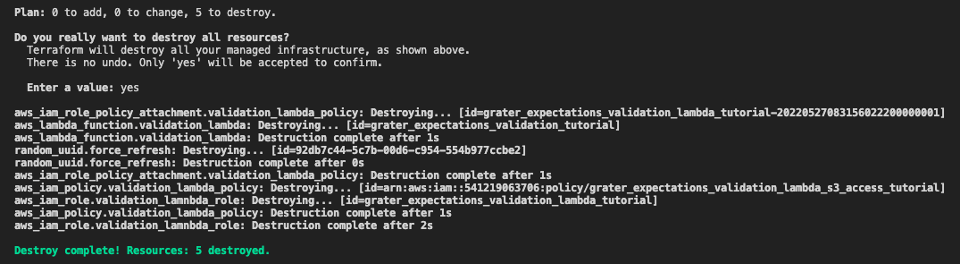 Plan: 0 to add, 0 to change, 5 to destroy.
Do you really want to destroy all resources?
Terraform will destroy all your managed infrastructure, as shown above.
There is no undo. Only 'yes' will be accepted to confirm.
Enter a value: yes
aws_iam_role_policy_attachment.validation_lambda_policy: Destroying... [id=grater_expectations_validation_lambda_tutorial-20220527083156022200000001]
aws_lambda_function.validation_lambda: Destroying... [id=grater_expectations_validation_tutorial]
aws_lambda_function.validation_lambda: Destruction complete after 1s
random_uuid.force_refresh: Destroying... [id=92db7c44-5c7b-00d6-c954-554b977ccbe2]
random_uuid.force_refresh: Destruction complete after 0s
aws_iam_role_policy_attachment.validation_lambda_policy: Destruction complete after 1s
aws_iam_policy.validation_lambda_policy: Destroying... [id=arn:aws:iam::541219063706:policy/grater_expectations_validation_lambda_s3_access_tutorial]
aws_iam_role.validation_lamnbda_role: Destroying... [id=grater_expectations_validation_lambda_tutorial]
aws_iam_policy.validation_lambda_policy: Destruction complete after 1s
aws_iam_role.validation_lamnbda_role: Destruction complete after 2s
Destroy complete! Resources: 5 destroyed.